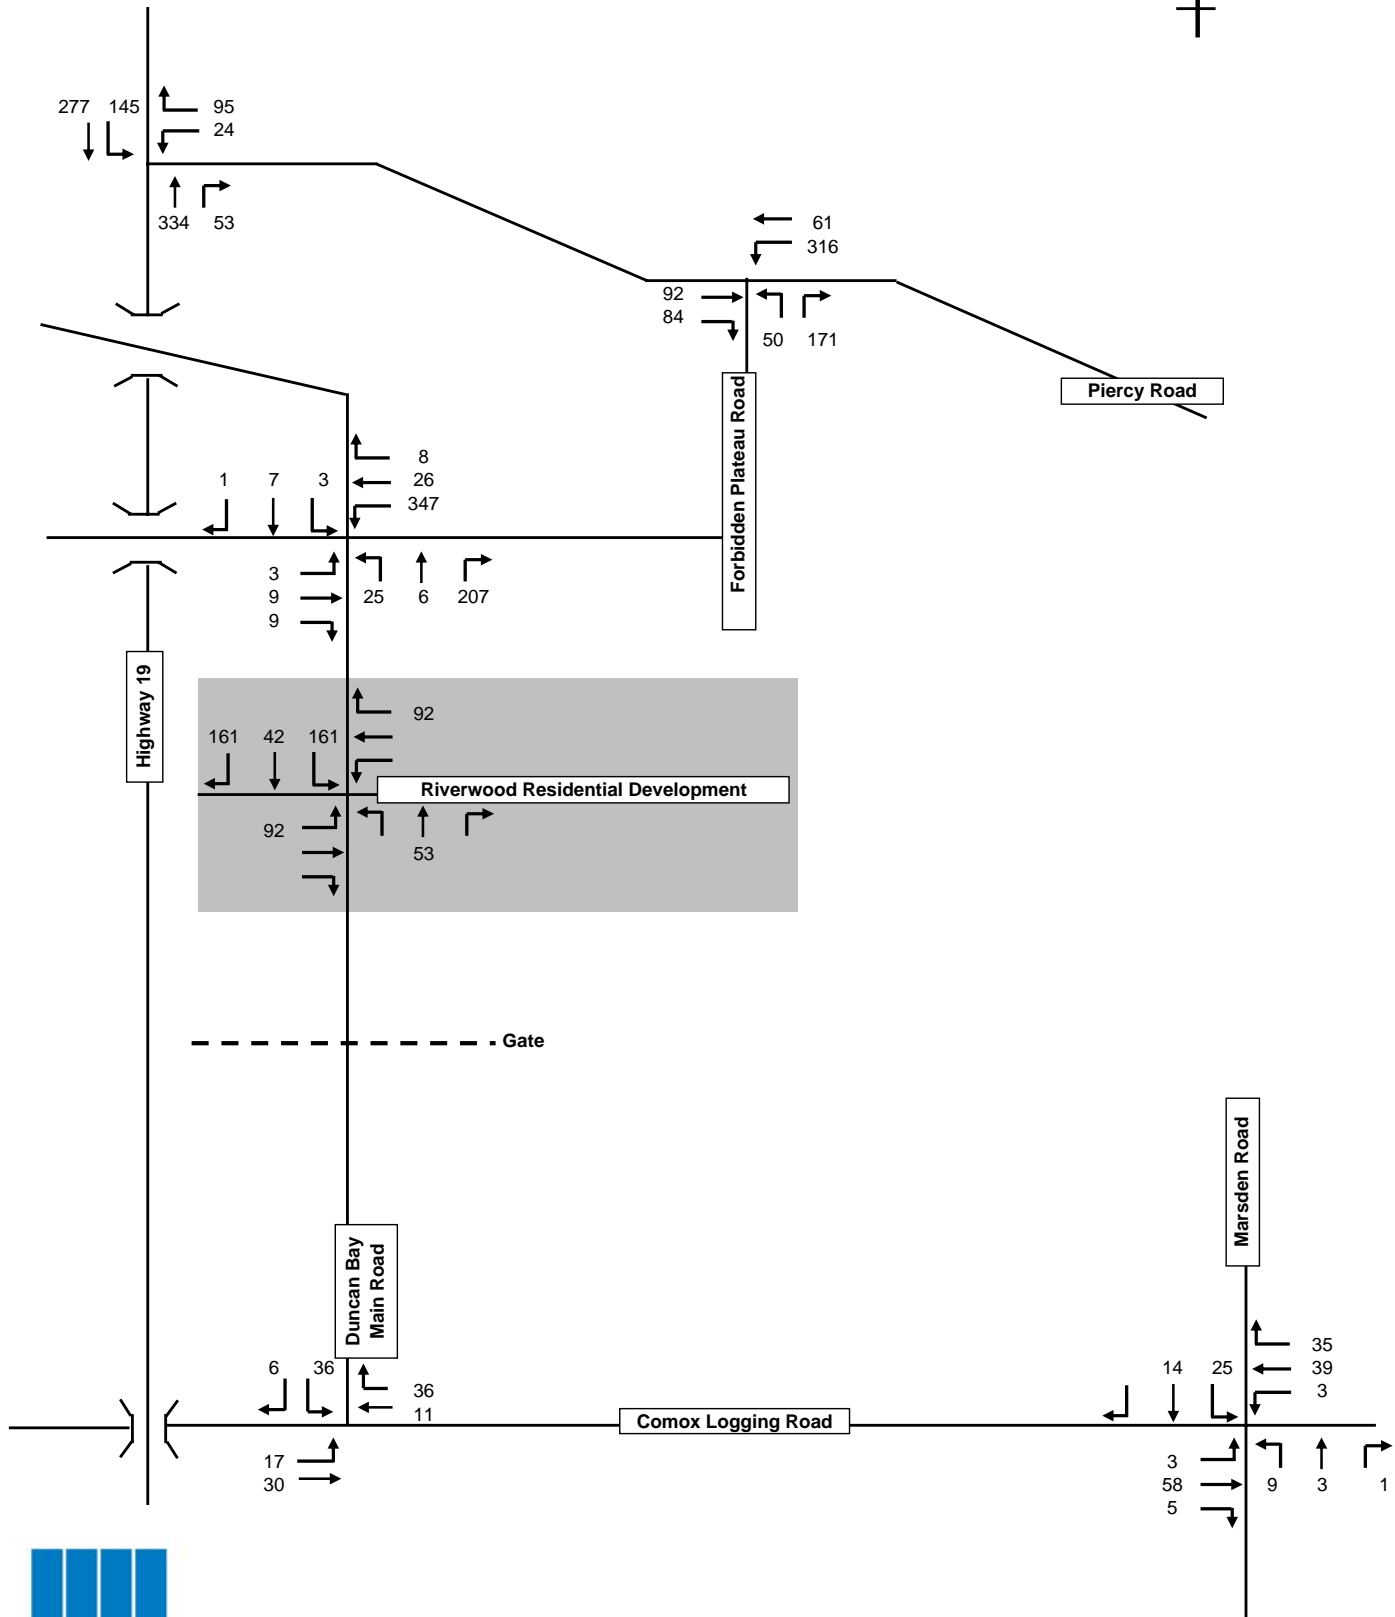 277 145 95
24
334 53
61
316
92
84
50 171
Piercy Road
Forbidden Plateau Road
8
1 7 3 26
347
3
9 25 6 207
9
Highway 19
92
161 42 161
Riverwood Residential Development
92
53
Gate
Marsden Road
Duncan Bay
Main Road
6 36
36
11
Comox Logging Road
17
30
35
14 25 39
3
3
58 9 3 1
5